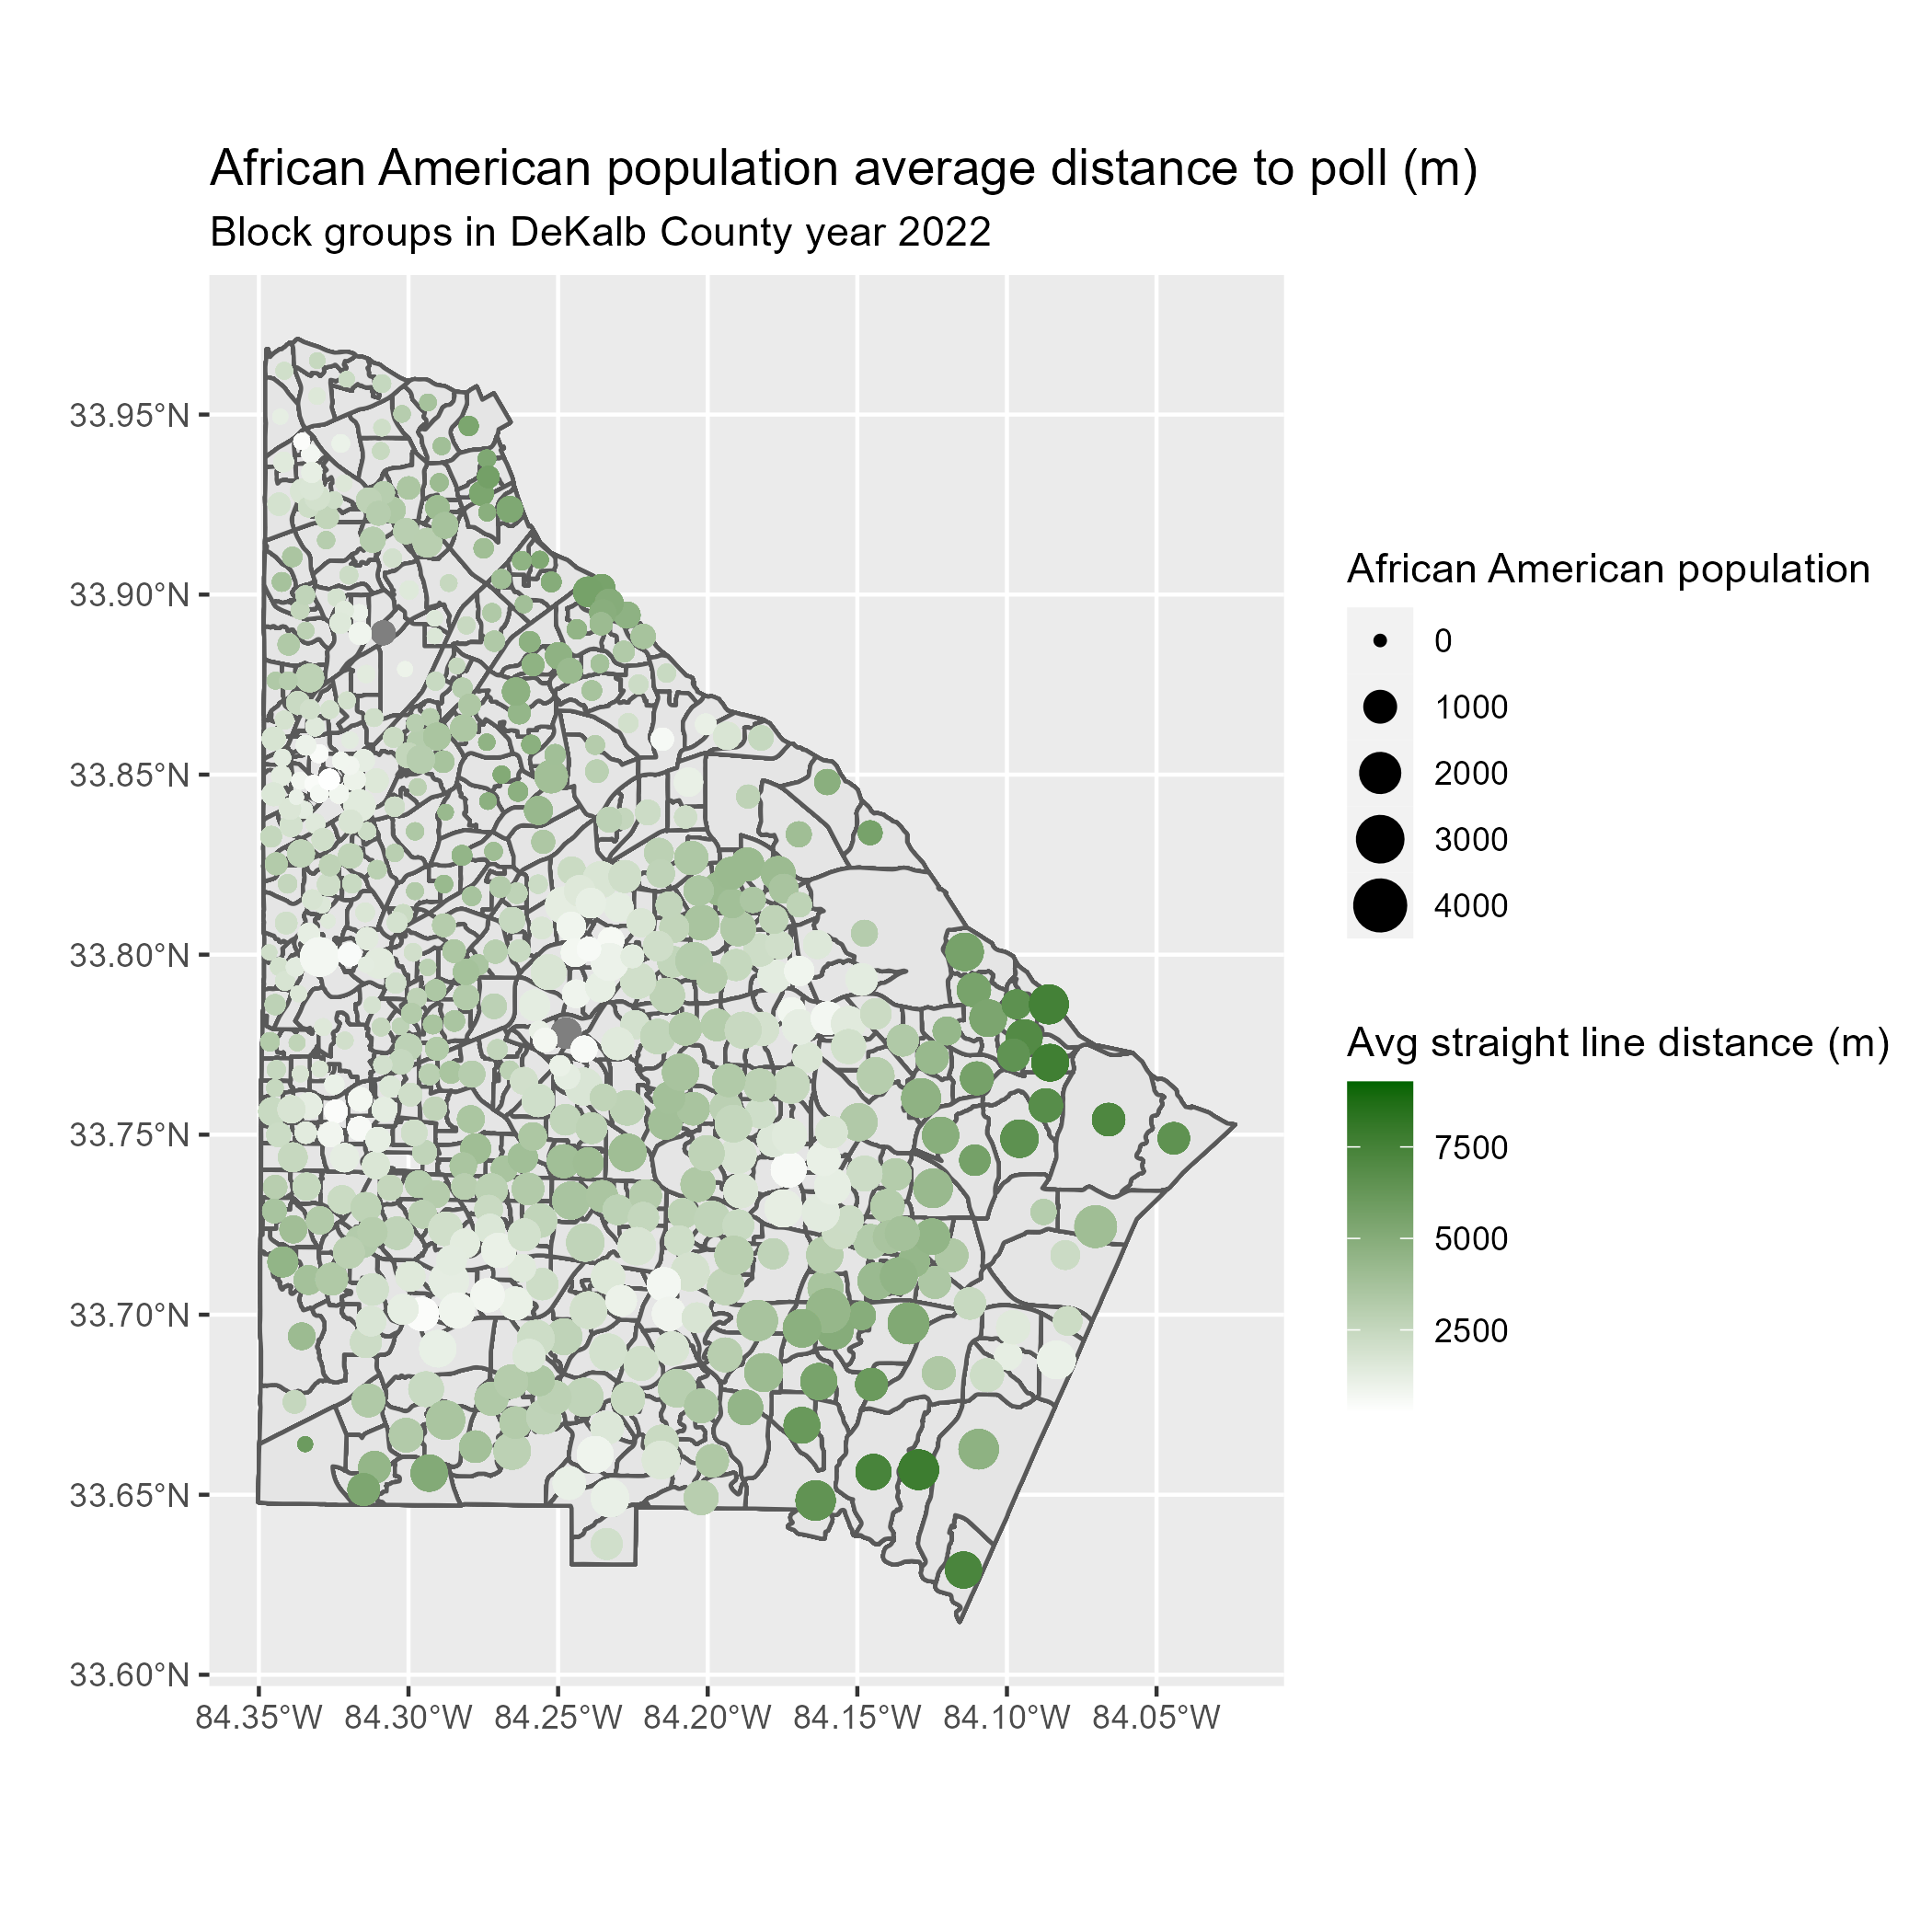 African American population average distance to poll (m)
Block groups in DeKalb County year 2022
33.95°N
33.90°N
33.85°N
33.80°N
33.75°N
33.70°N
33.65°N
33.60°N
84.35°W 84.30°W 84.25°W 84.20°W 84.15°W 84.10°W 84.05°W
African American population
0
1000
2000
3000
4000
Avg straight line distance (m)
7500
5000
2500